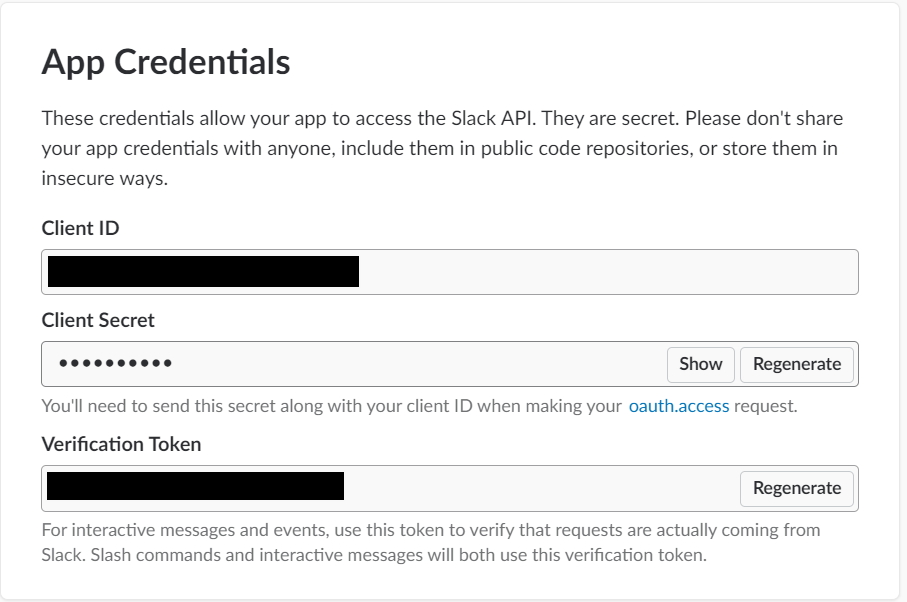 App Credentials
These credentials allow your app to access the Slack API. They are secret. Please don't share
your app credentials with anyone, include them in public code repositories, or store them in
insecure ways.
Client ID
Client Secret
•••••••••• Show Regenerate
You'll need to send this secret along with your client ID when making your oauth.access request.
Verification Token
Regenerate
For interactive messages and events, use this token to verify that requests are actually coming from
Slack. Slash commands and interactive messages will both use this verification token.